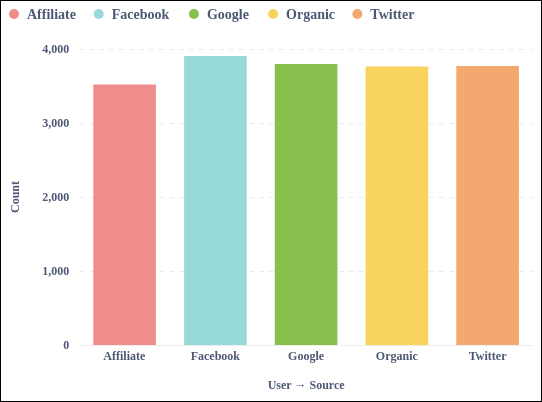 Affiliate Facebook Google Organic Twitter
4,000
3,000
2,000
1,000
0
Count
Affiliate Facebook Google Organic Twitter
User → Source